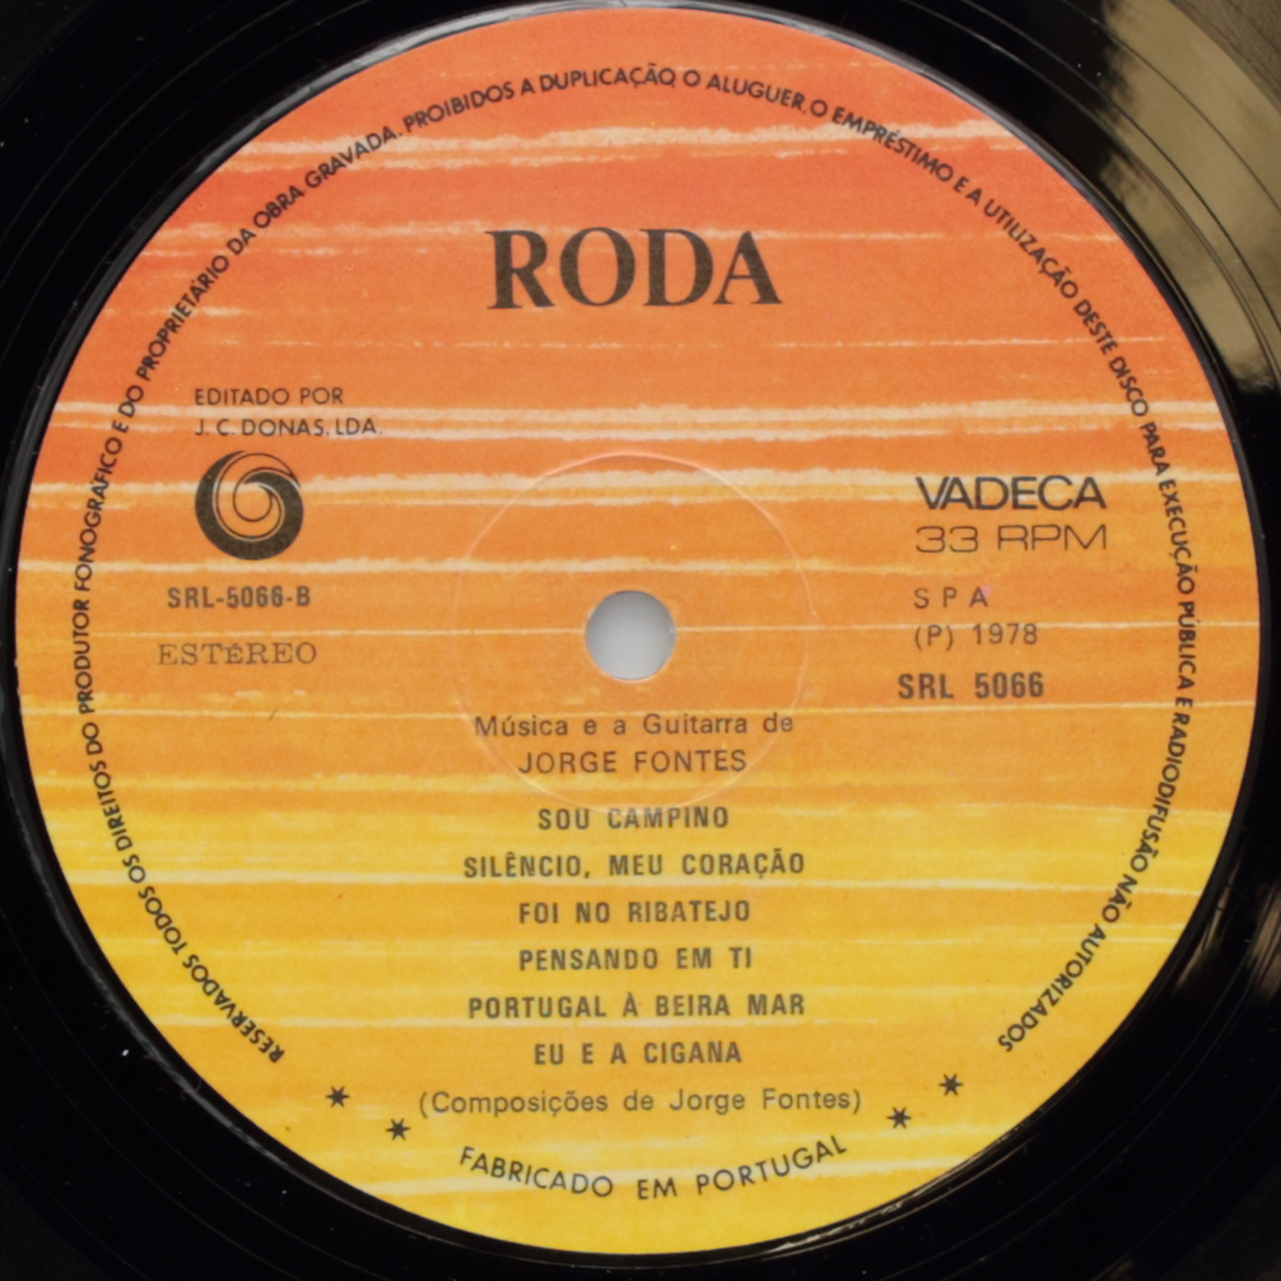 RESERVADOS TODOS OS DIREITOS DO PRODUTOR FONOGRAFICO E DO PROPRIETARIO DA OBRA GRAVADA. PROIBIDOS A DUPLICAÇÃO, O ALUGUER, O EMPRÉSTIMO E A UTILIZAÇÃO DESTE DISCO PARA EXECUÇÃO PUBLICA E RADIODIFUSÃO NÃO AUTORIZADOS
RODA
EDITADO POR
J. C. DONAS, LDA.
VADECA
33 RPM
SRL-5066-B
ESTÉREO
S P A
(P) 1978
SRL 5066
Música e a Guitarra de
JORGE FONTES
SOU CAMPINO
SILÊNCIO, MEU CORAÇÃO
FOI NO RIBATEJO
PENSANDO EM TI
PORTUGAL À BEIRA MAR
EU E A CIGANA
(Composições de Jorge Fontes)
FABRICADO EM PORTUGAL